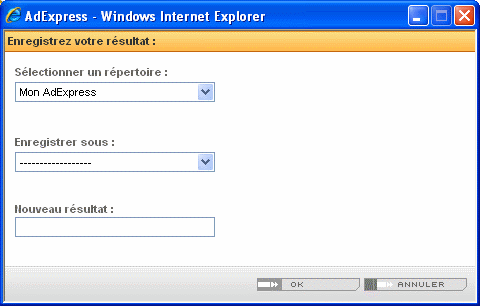 AdExpress - Windows Internet Explorer
Enregistrez votre résultat :
Sélectionner un répertoire :
Mon AdExpress
Enregistrer sous :
------------------
Nouveau résultat :
OK
ANNULER